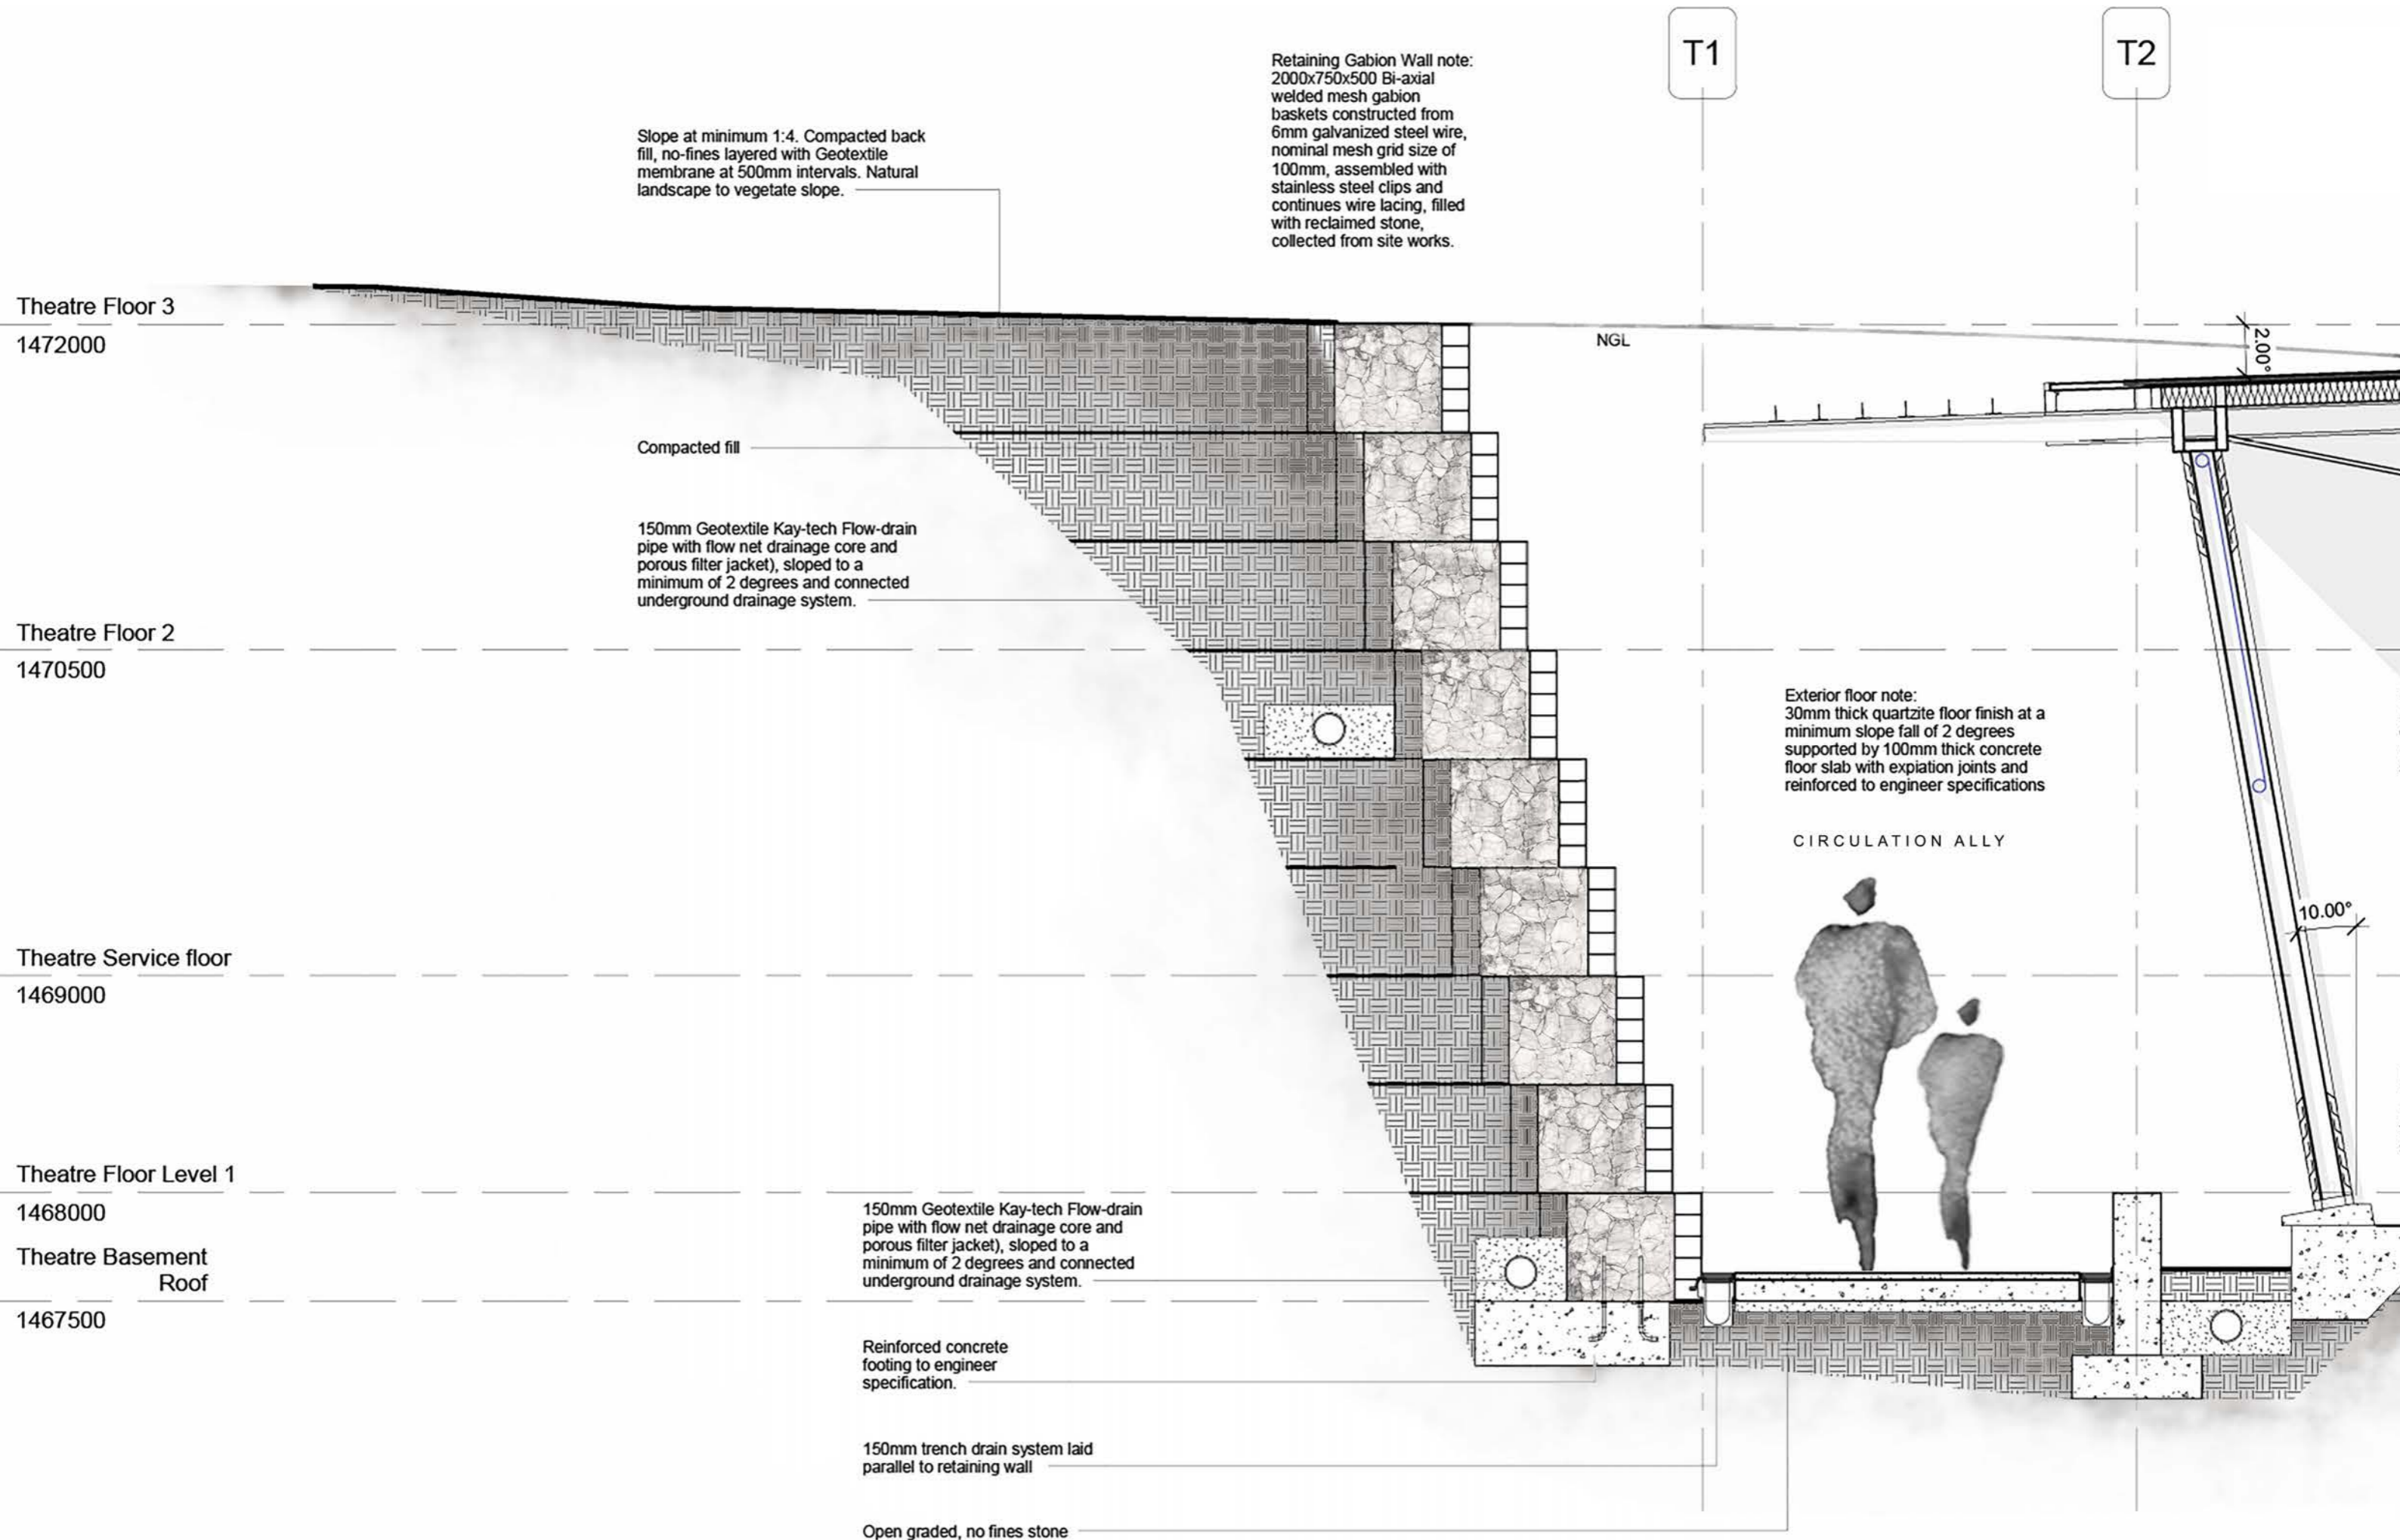 T1
T2
Retaining Gabion Wall note:
2000x750x500 Bi-axial
welded mesh gabion
baskets constructed from
6mm galvanized steel wire,
nominal mesh grid size of
100mm, assembled with
stainless steel clips and
continues wire lacing, filled
with reclaimed stone,
collected from site works.
Slope at minimum 1:4. Compacted back
fill, no-fines layered with Geotextile
membrane at 500mm intervals. Natural
landscape to vegetate slope.
Theatre Floor 3
1472000
NGL
2.00°
Compacted fill
150mm Geotextile Kay-tech Flow-drain
pipe with flow net drainage core and
porous filter jacket), sloped to a
minimum of 2 degrees and connected
underground drainage system.
Theatre Floor 2
1470500
Exterior floor note:
30mm thick quartzite floor finish at a
minimum slope fall of 2 degrees
supported by 100mm thick concrete
floor slab with expiation joints and
reinforced to engineer specifications
CIRCULATION ALLY
10.00°
Theatre Service floor
1469000
Theatre Floor Level 1
1468000
Theatre Basement
Roof
1467500
150mm Geotextile Kay-tech Flow-drain
pipe with flow net drainage core and
porous filter jacket), sloped to a
minimum of 2 degrees and connected
underground drainage system.
Reinforced concrete
footing to engineer
specification.
150mm trench drain system laid
parallel to retaining wall
Open graded, no fines stone